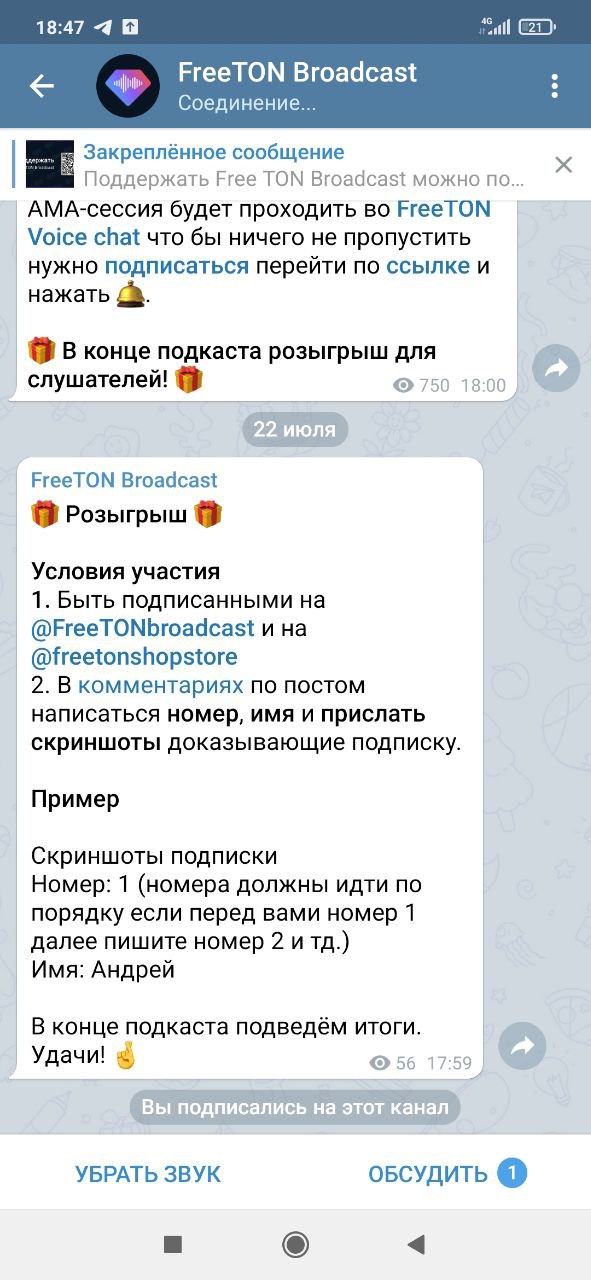 18:47
4G
21
FreeTON Broadcast
Соединение...
Закреплённое сообщение
Поддержать Free TON Broadcast можно по...
АМА-сессия будет проходить во FreeTON
Voice chat что бы ничего не пропустить
нужно подписаться перейти по ссылке и
нажать 🛎.
🎁 В конце подкаста розыгрыш для
слушателей! 🎁
750 18:00
22 июля
FreeTON Broadcast
🎁 Розыгрыш 🎁
Условия участия
1. Быть подписанными на
@FreeTONbroadcast и на
@freetonshopstore
2. В комментариях по постом
написаться номер, имя и прислать
скриншоты доказывающие подписку.
Пример
Скриншоты подписки
Номер: 1 (номера должны идти по
порядку если перед вами номер 1
далее пишите номер 2 и тд.)
Имя: Андрей
В конце подкаста подведём итоги.
Удачи! 🤞
56 17:59
Вы подписались на этот канал
УБРАТЬ ЗВУК
ОБСУДИТЬ 1